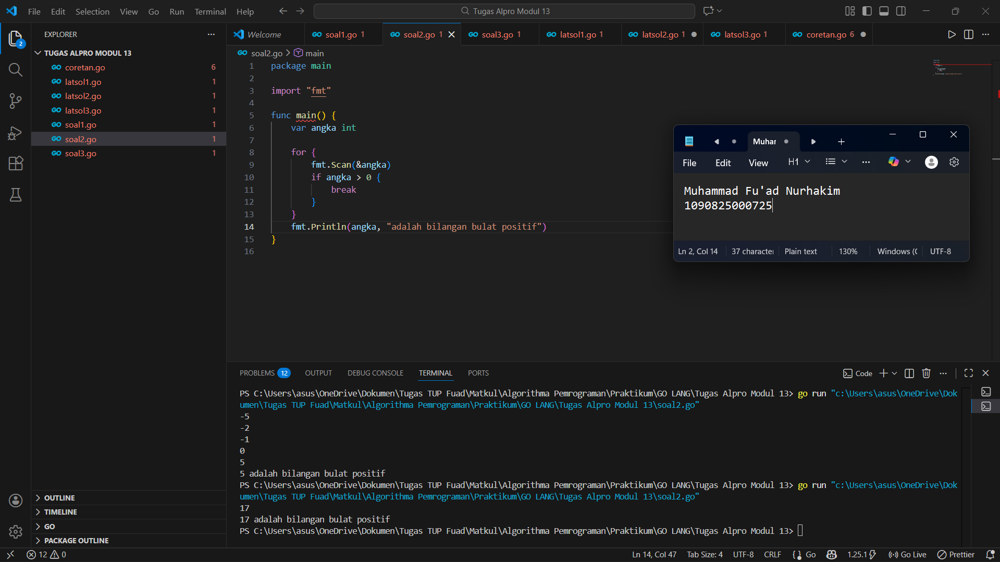 File Edit Selection View Go Run Terminal Help
Tugas Alpro Modul 13
EXPLORER
TUGAS ALPRO MODUL 13
coretan.go 6
latsol1.go 1
latsol2.go 1
latsol3.go 1
soal1.go 1
soal2.go 1
soal3.go 1
OUTLINE
TIMELINE
GO
PACKAGE OUTLINE
2
Welcome
soal1.go 1
soal2.go 1
soal3.go 1
latsol1.go 1
latsol2.go 1
latsol3.go 1
coretan.go 6
soal2.go > main
1 package main
2
3 import "fmt"
4
5 func main() {
6 var angka int
7
8 for {
9 fmt.Scan(&angka)
10 if angka > 0 {
11 break
12 }
13 }
14 fmt.Println(angka, "adalah bilangan bulat positif")
15 }
16
Muhar
File Edit View H1
Muhammad Fu'ad Nurhakim
1090825000725
Ln 2, Col 14 37 character Plain text 130% Windows (C UTF-8
PROBLEMS 12 OUTPUT DEBUG CONSOLE TERMINAL PORTS
Code
PS C:\Users\asus\OneDrive\Dokumen\Tugas TUP Fuad\Matkul\Algorithma Pemrograman\Praktikum\GO LANG\Tugas Alpro Modul 13> go run "c:\Users\asus\OneDrive\Dok
umen\Tugas TUP Fuad\Matkul\Algorithma Pemrograman\Praktikum\GO LANG\Tugas Alpro Modul 13\soal2.go"
-5
-2
-1
0
5
5 adalah bilangan bulat positif
PS C:\Users\asus\OneDrive\Dokumen\Tugas TUP Fuad\Matkul\Algorithma Pemrograman\Praktikum\GO LANG\Tugas Alpro Modul 13> go run "c:\Users\asus\OneDrive\Dok
umen\Tugas TUP Fuad\Matkul\Algorithma Pemrograman\Praktikum\GO LANG\Tugas Alpro Modul 13\soal2.go"
17
17 adalah bilangan bulat positif
PS C:\Users\asus\OneDrive\Dokumen\Tugas TUP Fuad\Matkul\Algorithma Pemrograman\Praktikum\GO LANG\Tugas Alpro Modul 13>
12 0
Ln 14, Col 47 Tab Size: 4 UTF-8 CRLF {} Go 1.25.1 Go Live Prettier